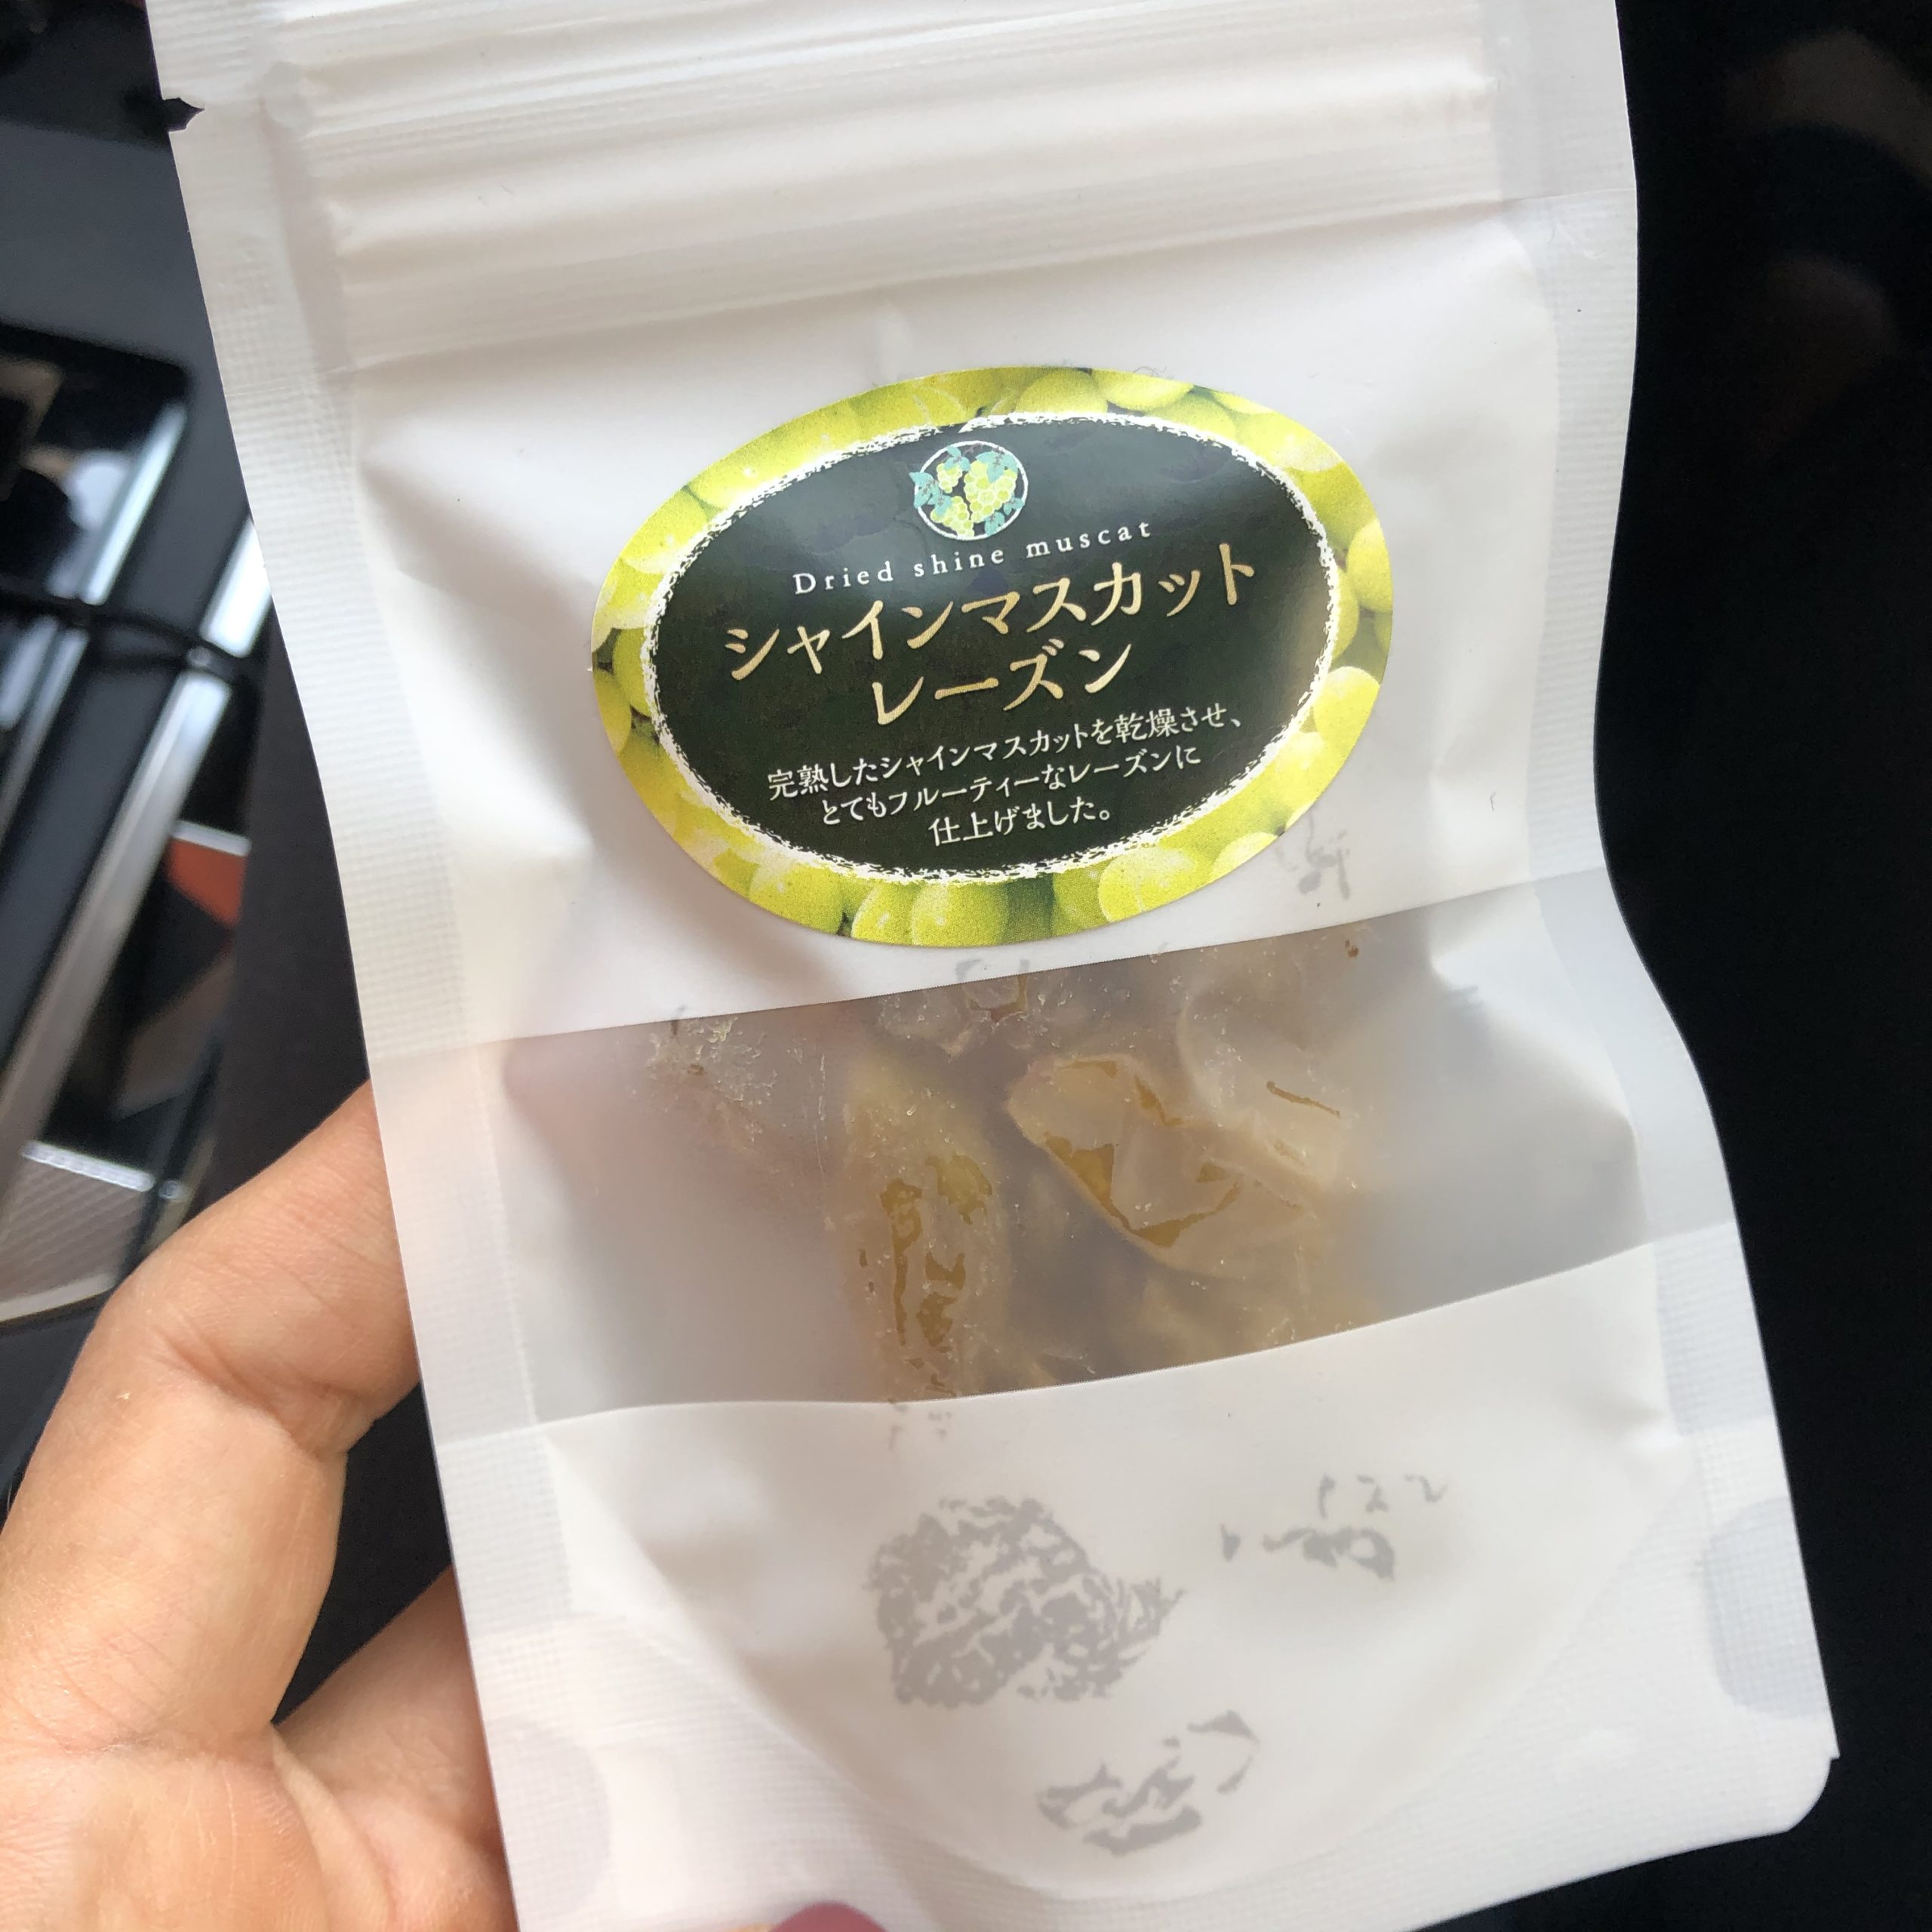 Dried shine muscat
シャインマスカット
レーズン
完熟したシャインマスカットを乾燥させ、
とてもフルーティーなレーズンに
仕上げました。